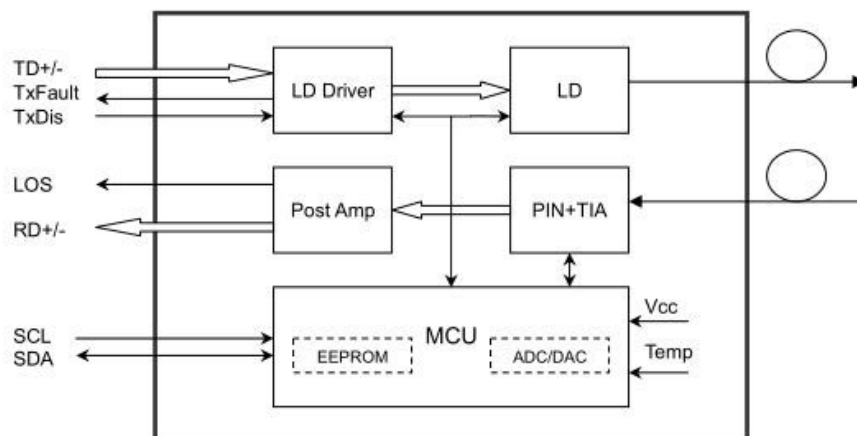 TD+/-
TxFault
TxDis
LD Driver
LD
LOS
RD+/-
Post Amp
PIN+TIA
SCL
SDA
MCU
EEPROM
ADC/DAC
Vcc
Temp